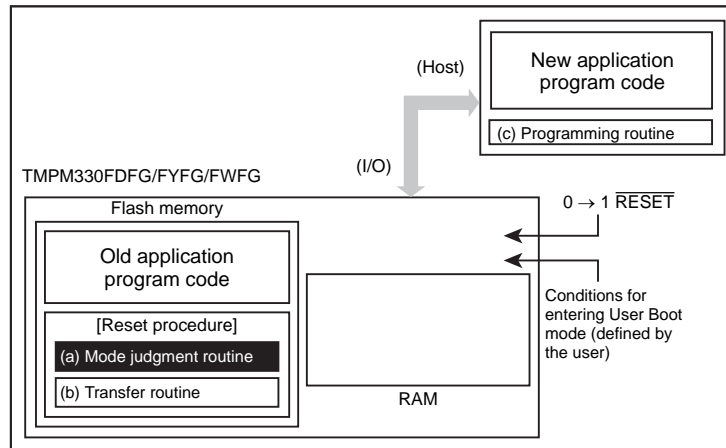 New application
program code
(Host)
(c) Programming routine
(I/O)
TMPM330FDFG/FYFG/FWFG
Flash memory
0 → 1 RESET
Old application
program code
[Reset procedure]
(a) Mode judgment routine
(b) Transfer routine
RAM
Conditions for
entering User Boot
mode (defined by
the user)